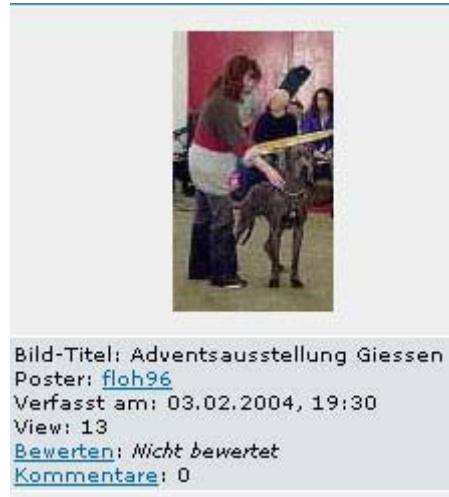 Bild-Titel: Adventsausstellung Giessen
Poster: floh96
Verfasst am: 03.02.2004, 19:30
View: 13
Bewerten: Nicht bewertet
Kommentare: 0